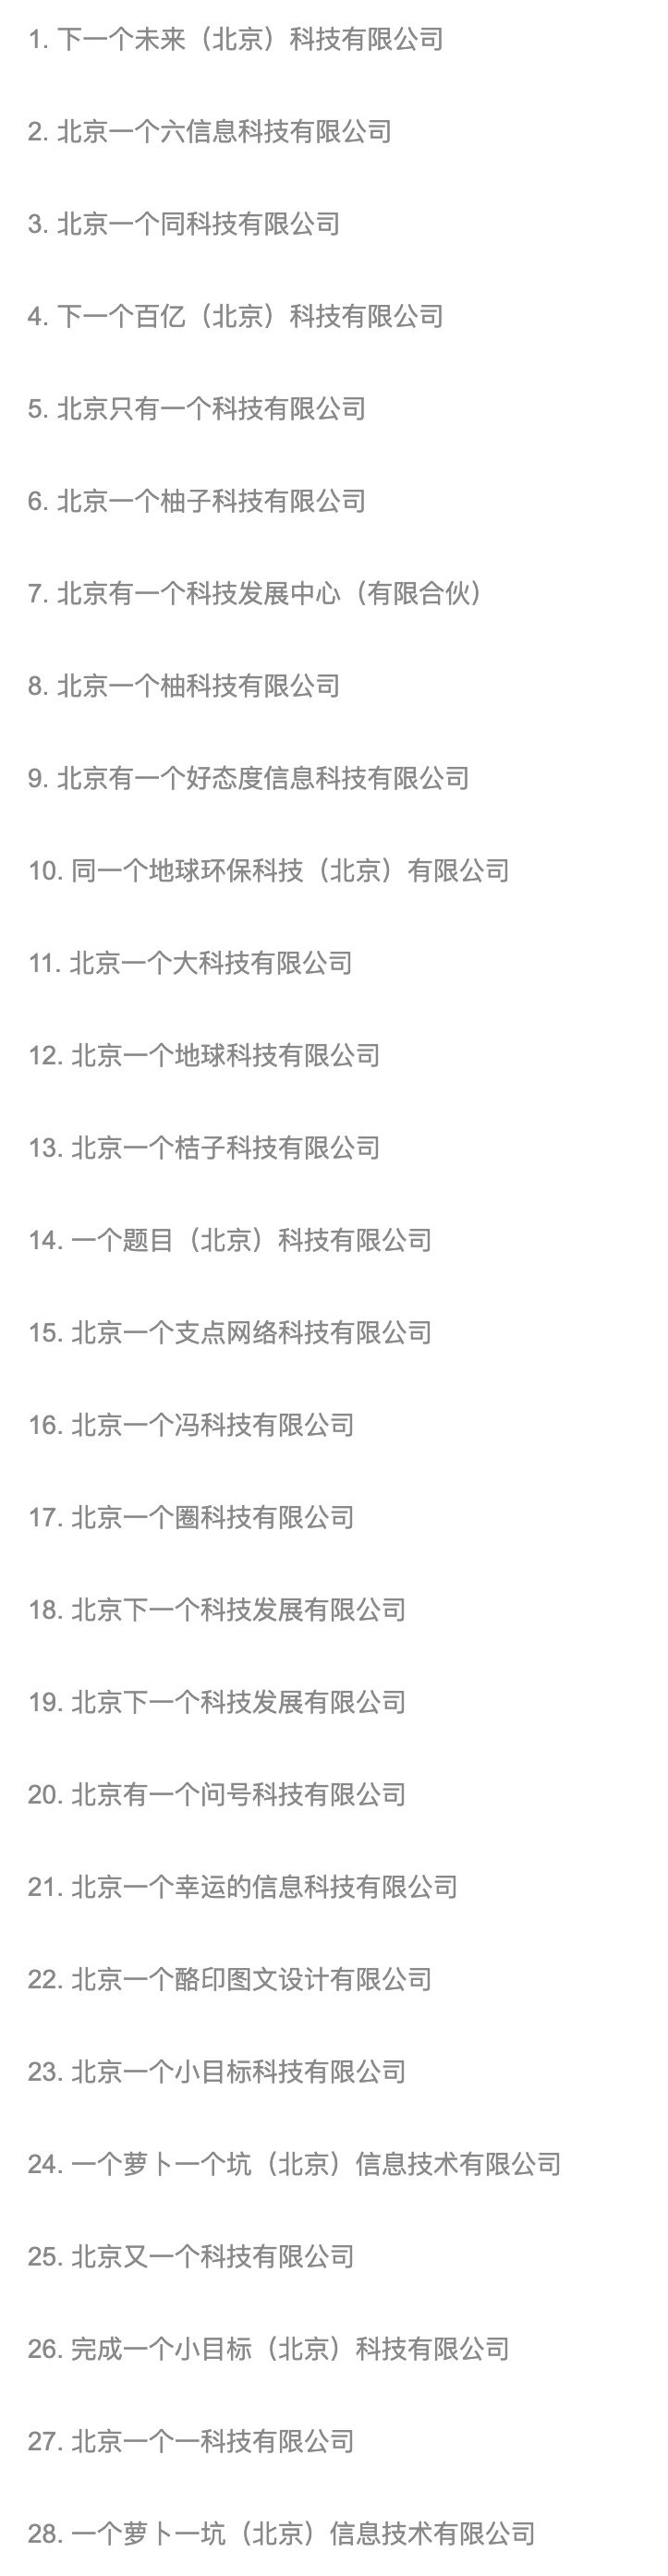 1. 下一个未来（北京）科技有限公司
2. 北京一个六信息科技有限公司
3. 北京一个同科技有限公司
4. 下一个百亿（北京）科技有限公司
5. 北京只有一个科技有限公司
6. 北京一个柚子科技有限公司
7. 北京有一个科技发展中心（有限合伙）
8. 北京一个柚科技有限公司
9. 北京有一个好态度信息科技有限公司
10. 同一个地球环保科技（北京）有限公司
11. 北京一个大科技有限公司
12. 北京一个地球科技有限公司
13. 北京一个桔子科技有限公司
14. 一个题目（北京）科技有限公司
15. 北京一个支点网络科技有限公司
16. 北京一个冯科技有限公司
17. 北京一个圈科技有限公司
18. 北京下一个科技发展有限公司
19. 北京下一个科技发展有限公司
20. 北京有一个问号科技有限公司
21. 北京一个幸运的信息科技有限公司
22. 北京一个酪印图文设计有限公司
23. 北京一个小目标科技有限公司
24. 一个萝卜一个坑（北京）信息技术有限公司
25. 北京又一个科技有限公司
26. 完成一个小目标（北京）科技有限公司
27. 北京一个一科技有限公司
28. 一个萝卜一坑（北京）信息技术有限公司